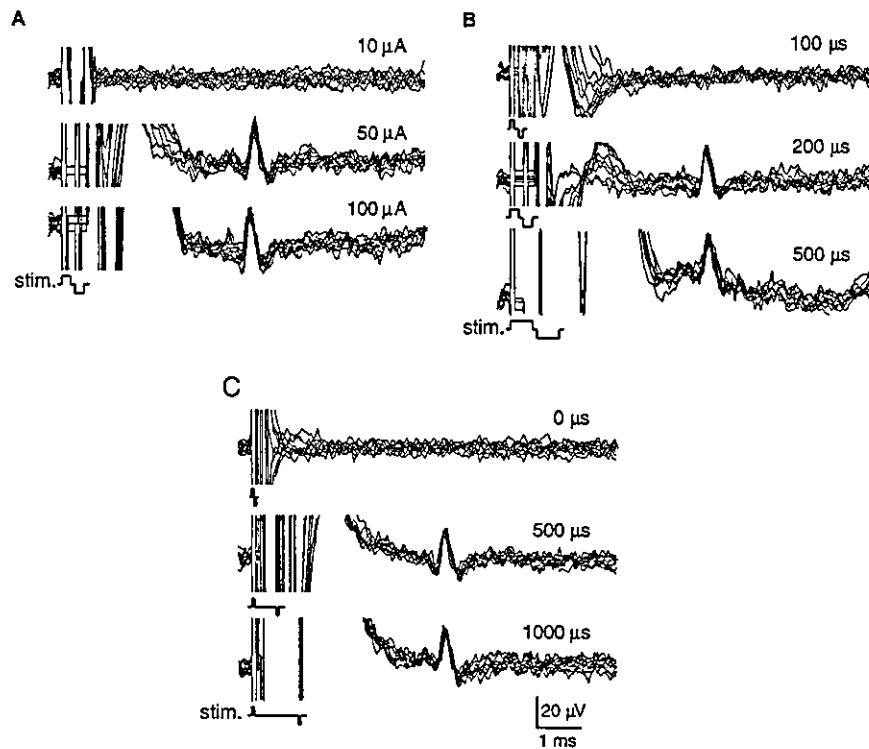 A
10 µA
50 µA
100 µA
stim.
B
100 µs
200 µs
500 µs
stim.
C
0 µs
500 µs
1000 µs
stim.
20 µV
1 ms